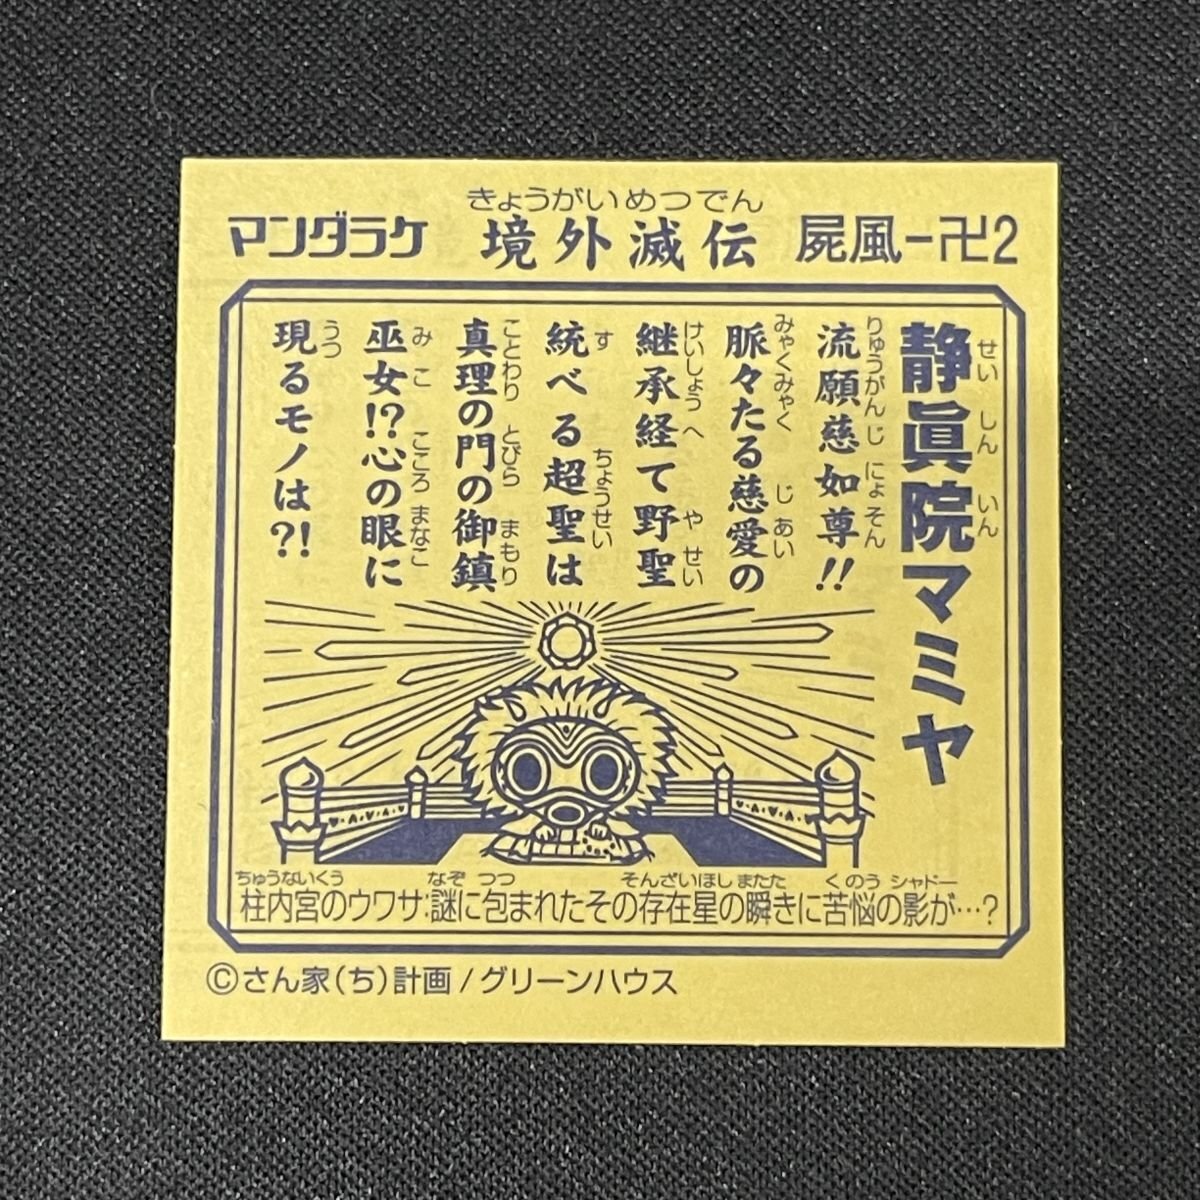 マンダラケ 境外滅伝 屍風-卍2
きょうがいめつでん
静眞院マミヤ
せいしんいん
流願慈如尊!!
りゅうがんじにょそん
脈々たる慈愛の
みゃくみゃく じあい
継承経て野聖
けいしょうへ やせい
統べる超聖は
す ちょうせい
真理の門の御鎮
ことわり とびら まもり
巫女!?心の眼に
みこ こころ まなこ
現るモノは?!
うつ
柱内宮のウワサ:謎に包まれたその存在星の瞬きに苦悩の影が…?
ちゅうないくう なぞ つつ そんざいほし またた くのう シャドー
©さん家(ち)計画/グリーンハウス